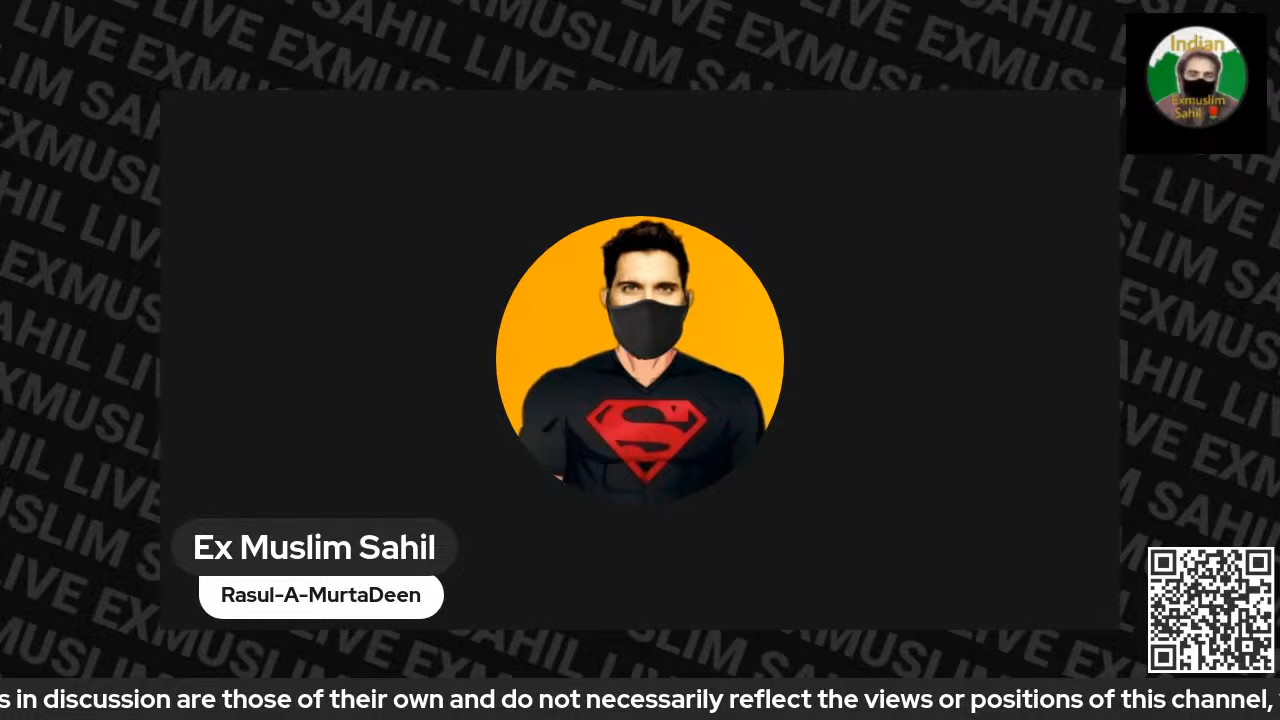 Indian
Exmuslim
Sahil
Ex Muslim Sahil
Rasul-A-MurtaDeen
s in discussion are those of their own and do not necessarily reflect the views or positions of this channel,